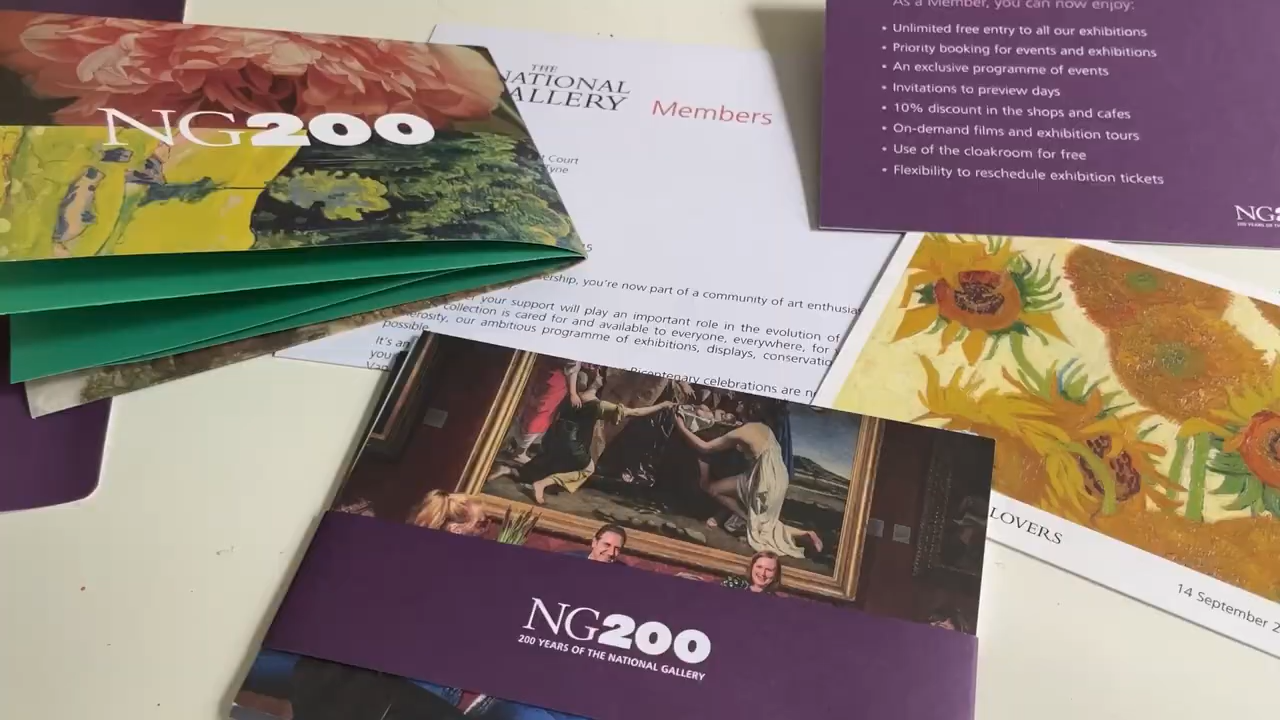 NG200
THE
NATIONAL
GALLERY
Members
Court
5
you're now part of a community of art
your support will play an important role in the evolution of
collection is cared for and available to everyone, everywhere, for
our ambitious programme of exhibitions, displays,
possible
It's an
Bicentenary celebrations are
As a Member, you can now enjoy:
• Unlimited free entry to all our exhibitions
• Priority booking for events and exhibitions
• An exclusive programme of events
• Invitations to preview days
• 10% discount in the shops and cafes
• On-demand films and exhibition tours
• Use of the cloakroom for free
• Flexibility to reschedule exhibition tickets
LOVERS
14 September
NG200
200 YEARS OF THE NATIONAL GALLERY